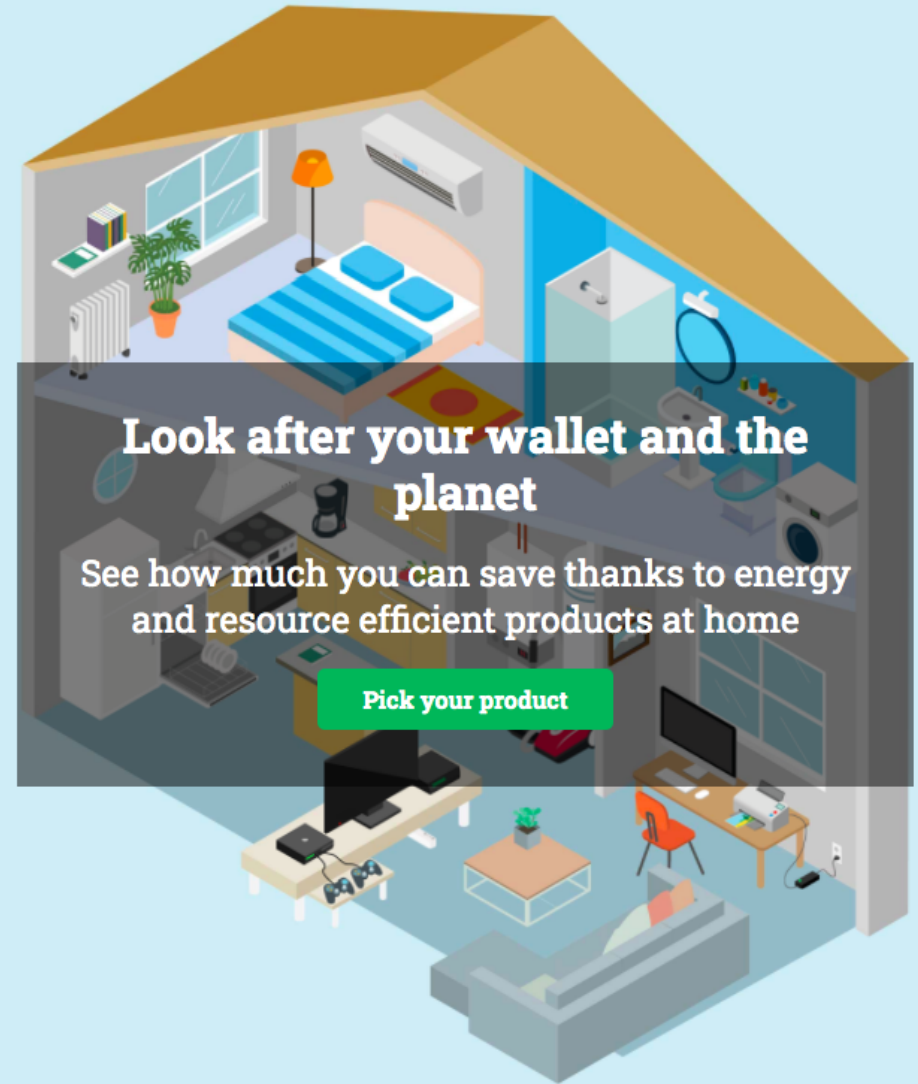 Look after your wallet and the
planet
See how much you can save thanks to energy
and resource efficient products at home
Pick your product